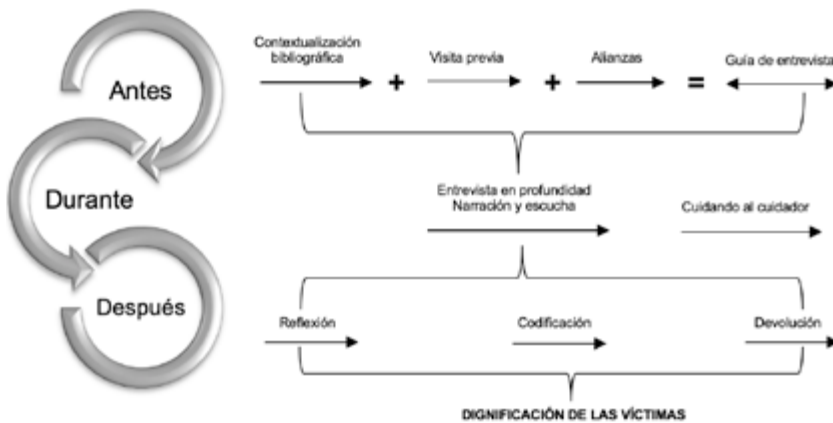 Antes
Contextualización
bibliográfica
+
Visita previa
+
Alianzas
=
Guía de entrevista
Durante
Entrevista en profundidad
Narración y escucha
Cuidando al cuidador
Después
Reflexión
Codificación
Devolución
DIGNIFICACIÓN DE LAS VÍCTIMAS